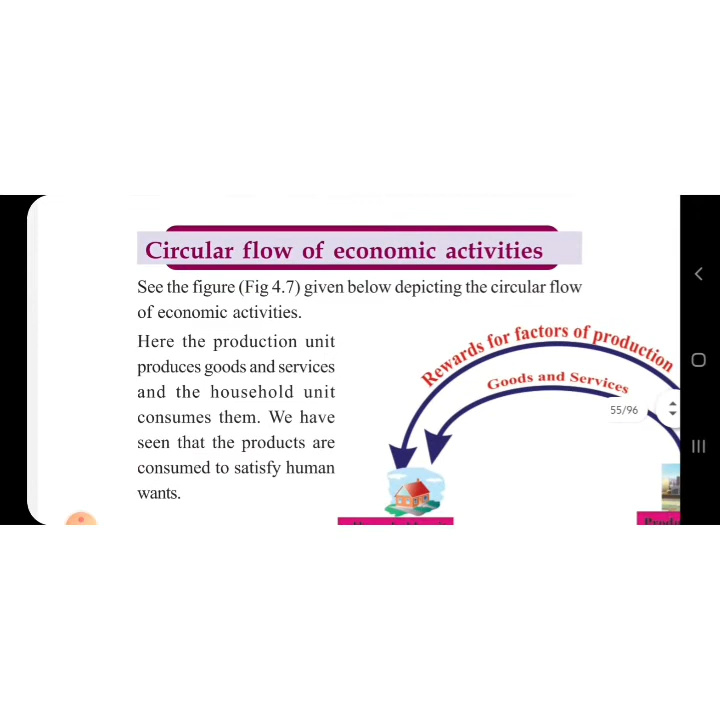 Circular flow of economic activities
See the figure (Fig 4.7) given below depicting the circular flow
of economic activities.
Here the production unit
produces goods and services
and the household unit
consumes them. We have
seen that the products are
consumed to satisfy human
wants.
Rewards for factors of production
Goods and Services
55/96